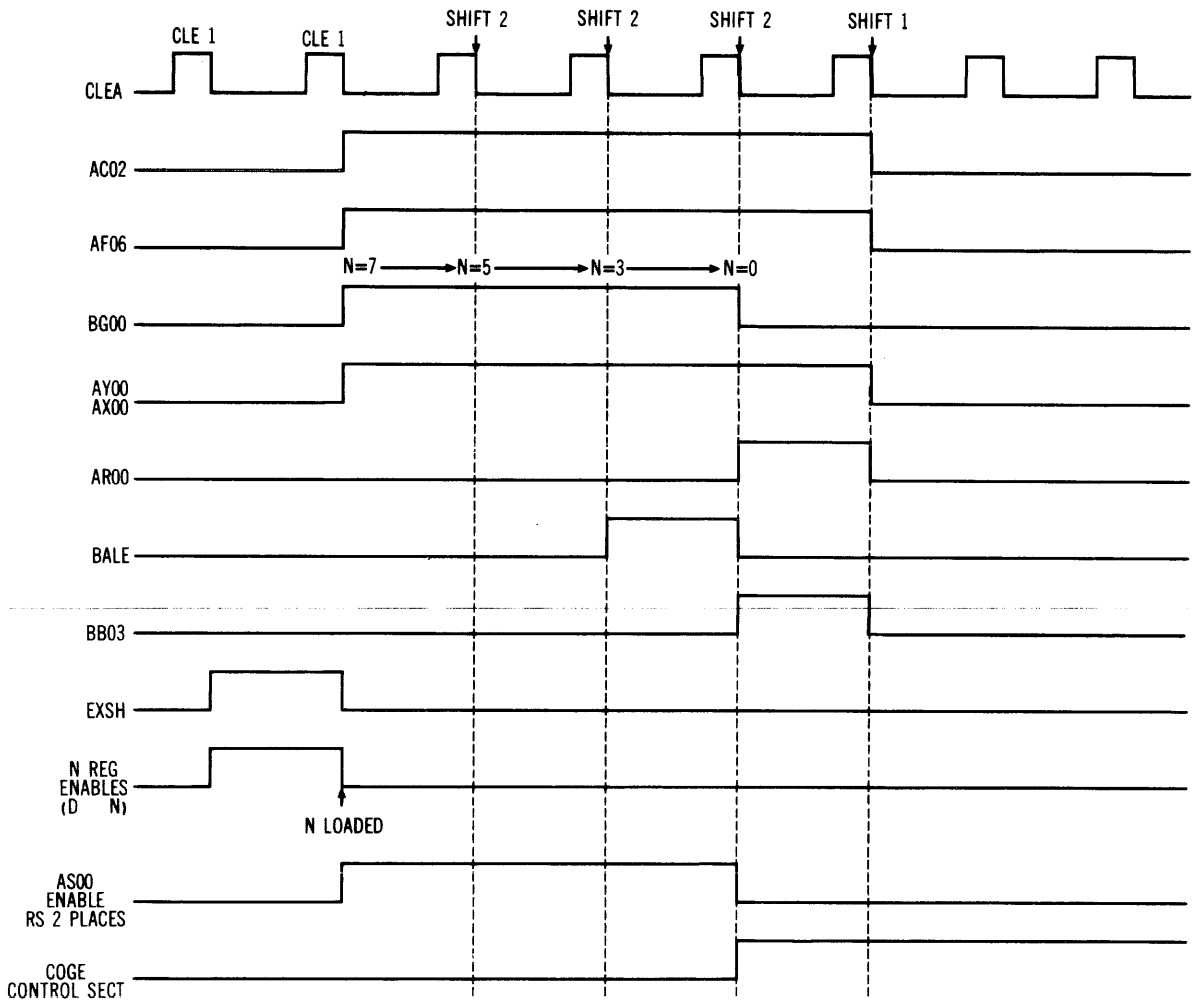 SHIFT 2 SHIFT 2 SHIFT 2 SHIFT 1
CLE 1 CLE 1
CLEA
AC02
AF06
N=7 N=5 N=3 N=0
BG00
AY00
AX00
AR00
BALE
BB03
EXSH
N REG
ENABLES
(D N)
N LOADED
AS00
ENABLE
RS 2 PLACES
COGE
CONTROL SECT